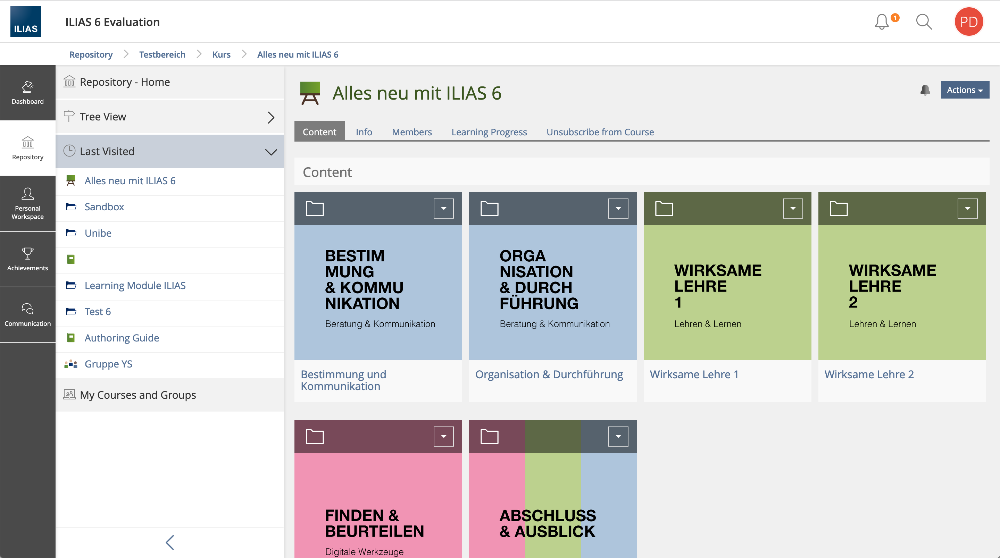 ILIAS
ILIAS 6 Evaluation
1
PD
Repository
Testbereich
Kurs
Alles neu mit ILIAS 6
Dashboard
Repository
Personal
Workspace
Achievements
Communication
Repository - Home
Tree View
Last Visited
Alles neu mit ILIAS 6
Sandbox
Unibe
Learning Module ILIAS
Test 6
Authoring Guide
Gruppe YS
My Courses and Groups
Alles neu mit ILIAS 6
Actions
Content
Info
Members
Learning Progress
Unsubscribe from Course
Content
BESTIM
MUNG
& KOMMU
NIKATION
Beratung & Kommunikation
Bestimmung und
Kommunikation
ORGA
NISATION
& DURCH
FÜHRUNG
Beratung & Kommunikation
Organisation & Durchführung
WIRKSAME
LEHRE
1
Lehren & Lernen
Wirksame Lehre 1
WIRKSAME
LEHRE
2
Lehren & Lernen
Wirksame Lehre 2
FINDEN &
BEURTEILEN
Digitale Werkzeuge
ABSCHLUSS
& AUSBLICK